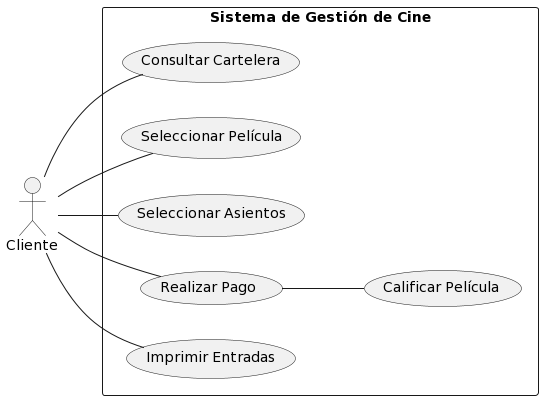 Sistema de Gestión de Cine
Consultar Cartelera
Seleccionar Película
Seleccionar Asientos
Cliente
Realizar Pago
Calificar Película
Imprimir Entradas